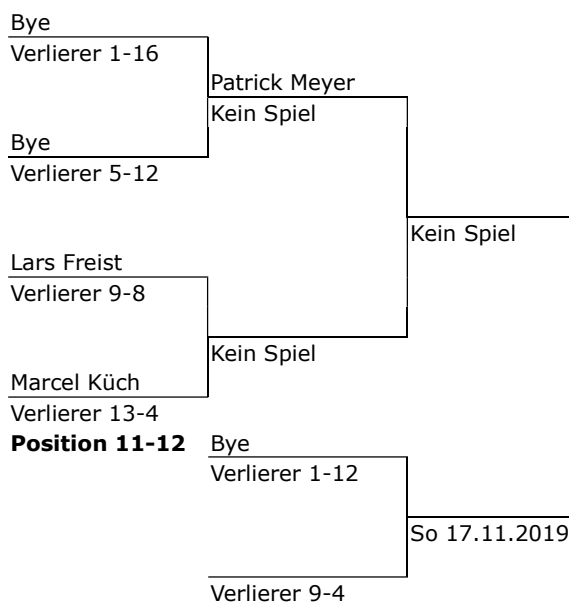 Bye
Verlierer 1-16
Patrick Meyer
Kein Spiel
Bye
Verlierer 5-12
Kein Spiel
Lars Freist
Verlierer 9-8
Kein Spiel
Marcel Küch
Verlierer 13-4
Position 11-12 Bye
Verlierer 1-12
So 17.11.2019
Verlierer 9-4